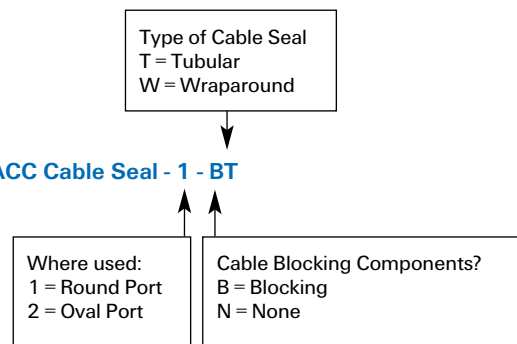 Type of Cable Seal
T = Tubular
W = Wraparound
ACC Cable Seal - 1 - BT
Where used:
1 = Round Port
2 = Oval Port
Cable Blocking Components?
B = Blocking
N = None